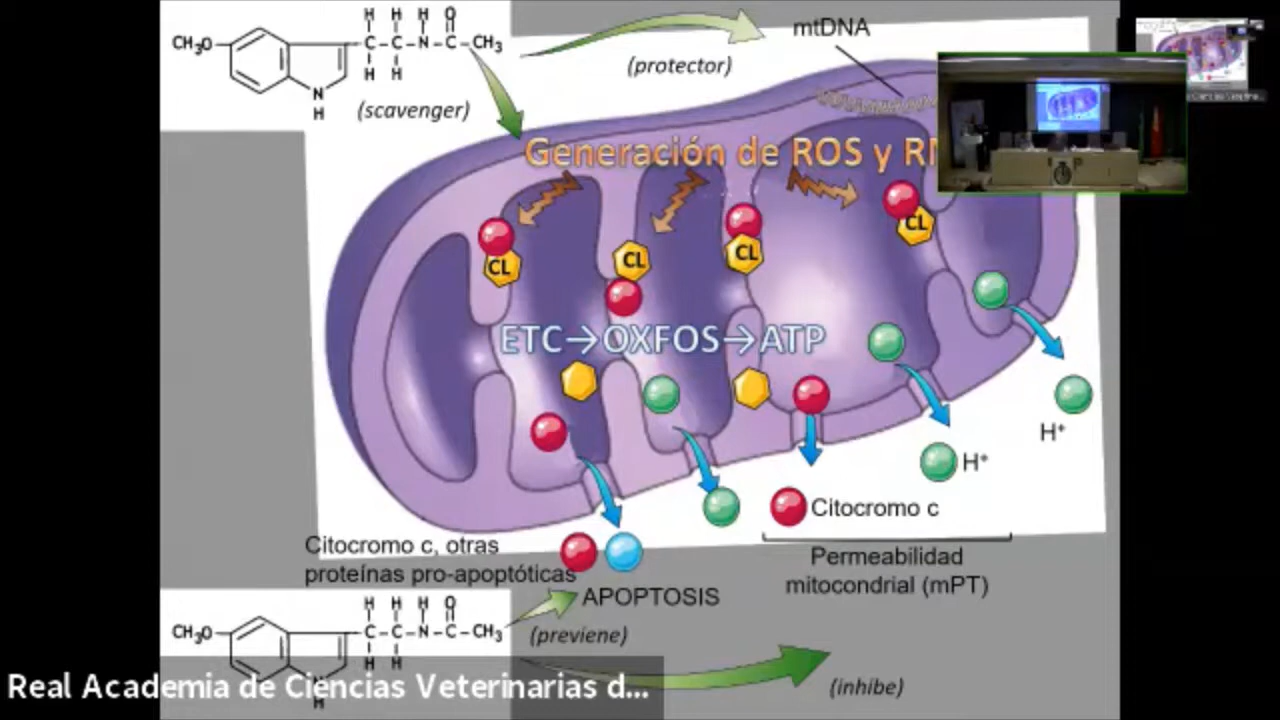 H H H O
CH₃O
C-C-N-C-CH₃
H H
N
H
(scavenger)
(protector)
mtDNA
Generación de ROS y R
CL
CL
CL
CL
ETC→OXFOS→ATP
H⁺
H⁺
Citocromo c
Permeabilidad
mitocondrial (mPT)
Citocromo c, otras
proteínas pro-apoptóticas
APOPTOSIS
H H H O
CH₃O
C-C-N-C-CH₃
H H
H
(previene)
(inhibe)
Real Academia de Ciencias Veterinarias d...